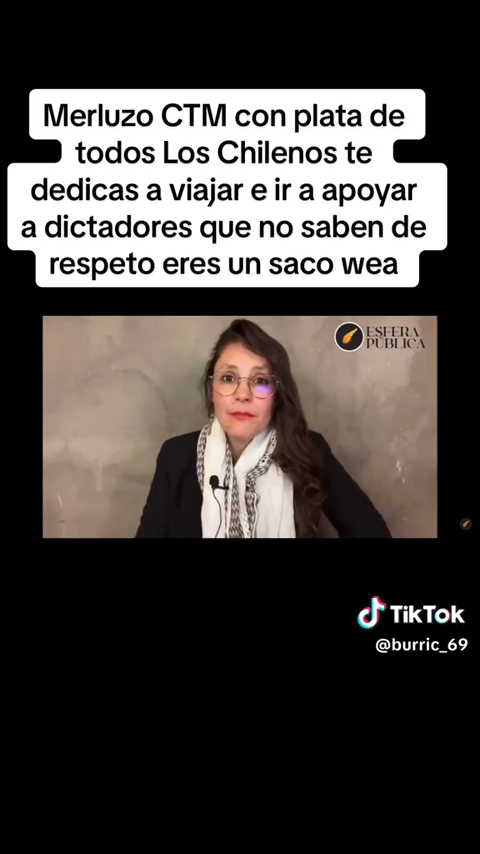 Merluzo CTM con plata de
todos Los Chilenos te
dedicas a viajar e ir a apoyar
a dictadores que no saben de
respeto eres un saco wea
ESFERA
PÚBLICA
TikTok
@burric_69